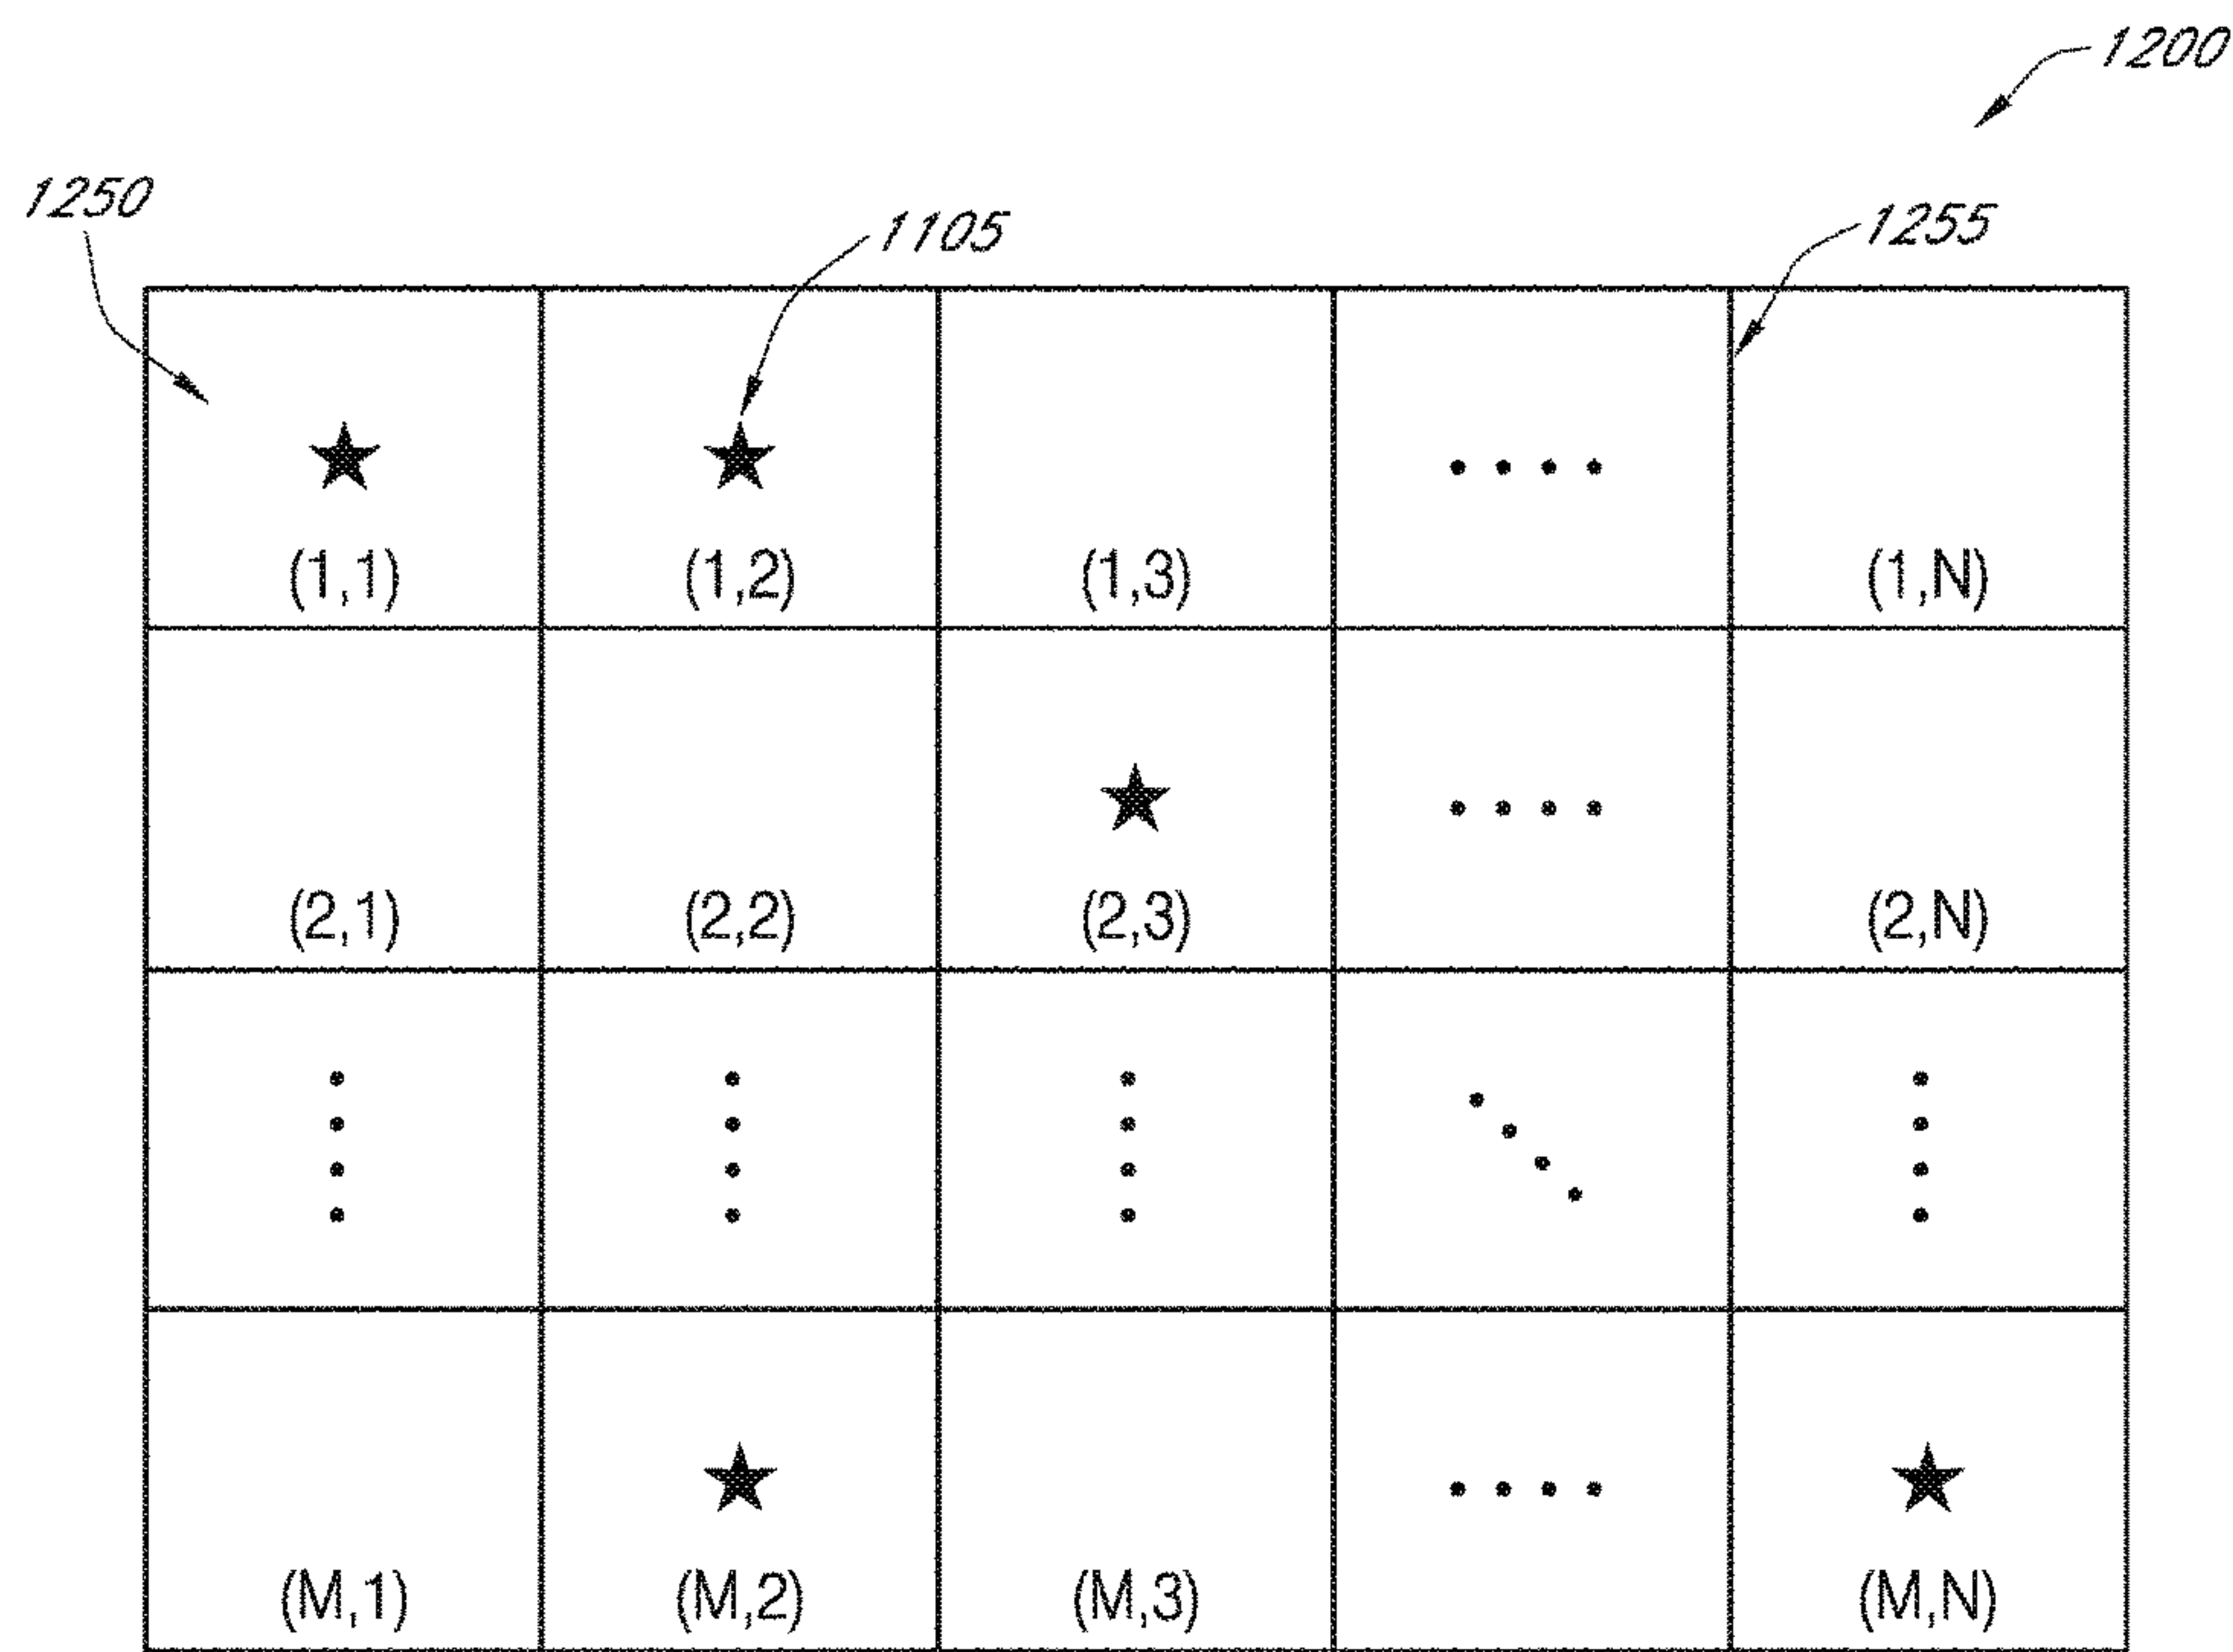 1200
1250
1105
1255
(1,1) (1,2) (1,3) (1,N)
(2,1) (2,2) (2,3) (2,N)
(M,1) (M,2) (M,3) (M,N)